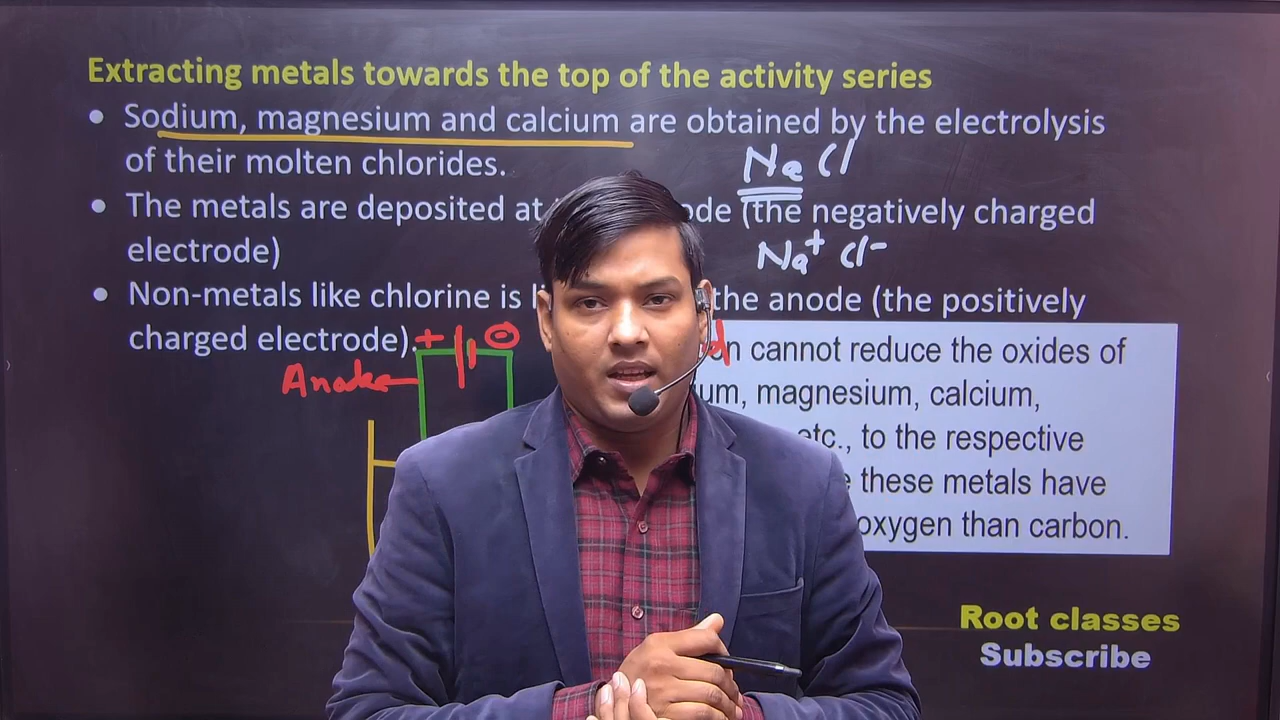 Extracting metals towards the top of the activity series
• Sodium, magnesium and calcium are obtained by the electrolysis
of their molten chlorides.
Na Cl
• The metals are deposited at (the negatively charged
electrode)
Na+ Cl-
• Non-metals like chlorine is the anode (the positively
charged electrode).
+ -
Anode
cannot reduce the oxides of
magnesium, calcium,
etc., to the respective
these metals have
oxygen than carbon.
Root classes
Subscribe